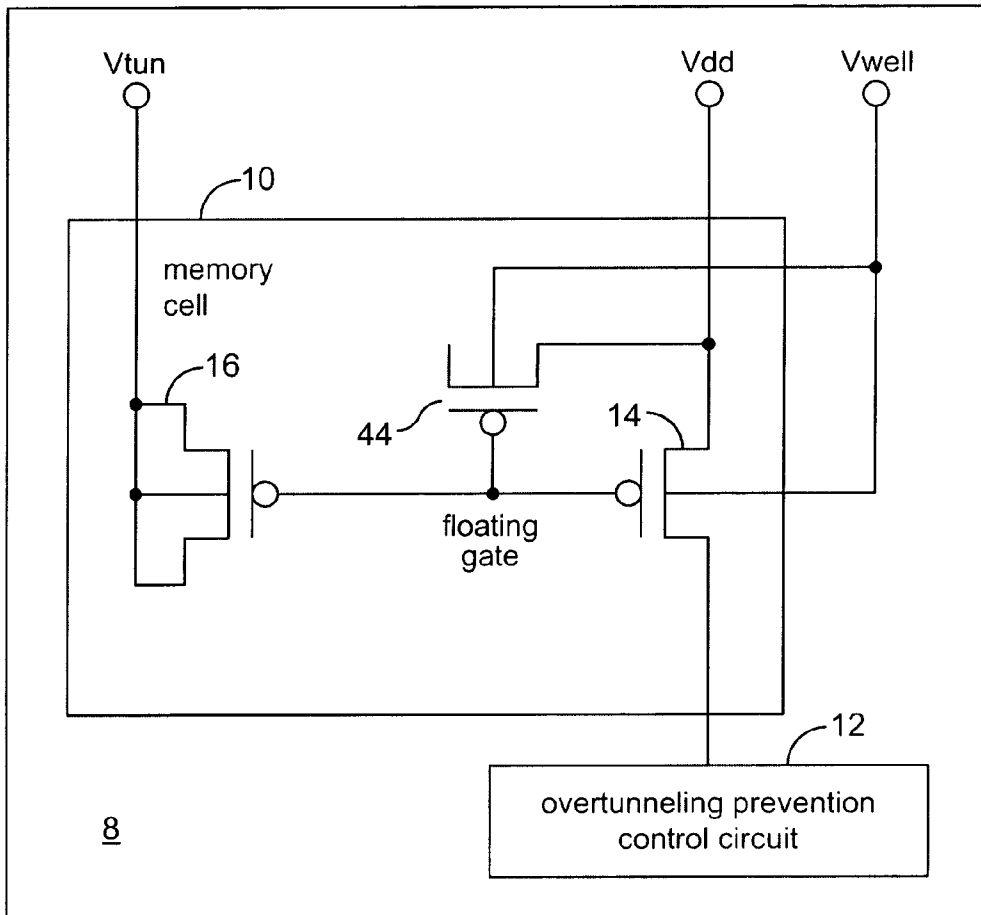 Vtun
Vdd
Vwell
10
memory
cell
16
44
14
floating
gate
12
overtunneling prevention
control circuit
8